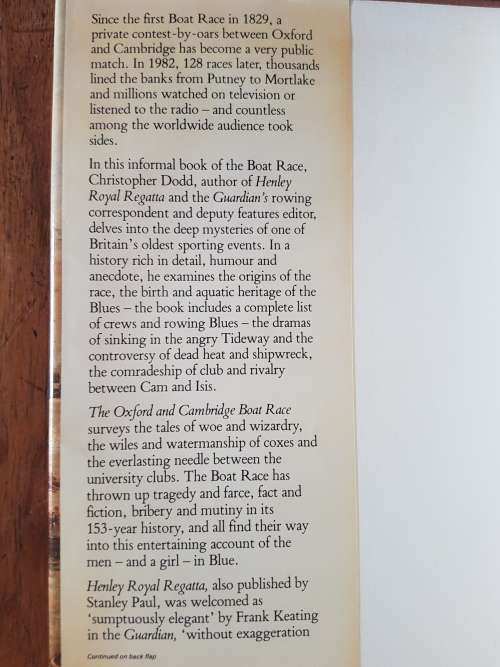 Since the first Boat Race in 1829, a
private contest-by-oars between Oxford
and Cambridge has become a very public
match. In 1982, 128 races later, thousands
lined the banks from Putney to Mortlake
and millions watched on television or
listened to the radio – and countless
among the worldwide audience took
sides.
In this informal book of the Boat Race,
Christopher Dodd, author of Henley
Royal Regatta and the Guardian's rowing
correspondent and deputy features editor,
delves into the deep mysteries of one of
Britain's oldest sporting events. In a
history rich in detail, humour and
anecdote, he examines the origins of the
race, the birth and aquatic heritage of the
Blues – the book includes a complete list
of crews and rowing Blues – the dramas
of sinking in the angry Tideway and the
controversy of dead heat and shipwreck,
the comradeship of club and rivalry
between Cam and Isis.
The Oxford and Cambridge Boat Race
surveys the tales of woe and wizardry,
the wiles and watermanship of coxes and
the everlasting needle between the
university clubs. The Boat Race has
thrown up tragedy and farce, fact and
fiction, bribery and mutiny in its
153-year history, and all find their way
into this entertaining account of the
men – and a girl – in Blue.
Henley Royal Regatta, also published by
Stanley Paul, was welcomed as
'sumptuously elegant' by Frank Keating
in the Guardian, 'without exaggeration
Continued on back flap